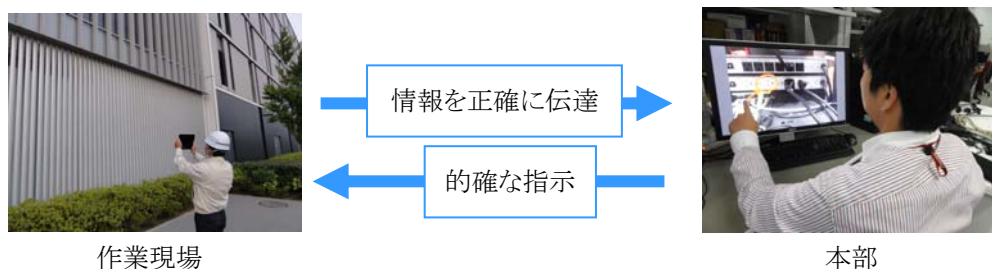 情報を正確に伝達
的確な指示
作業現場
本部